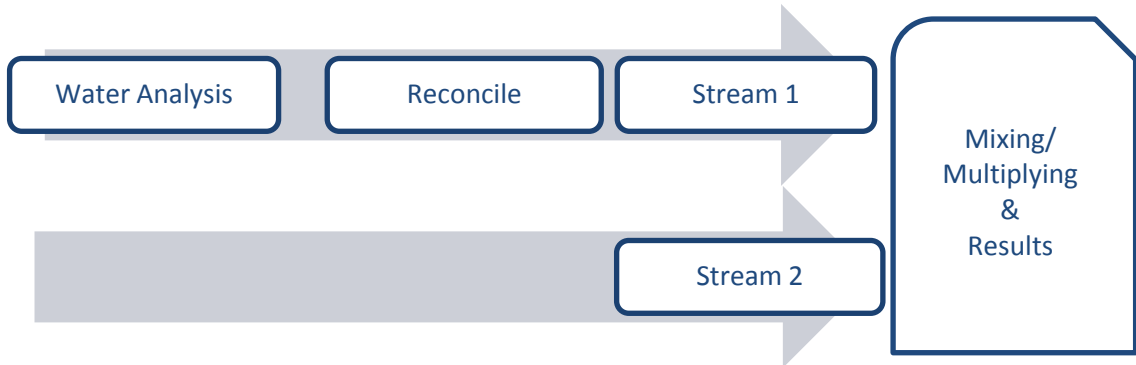 Water Analysis
Reconcile
Stream 1
Stream 2
Mixing/
Multiplying
&
Results